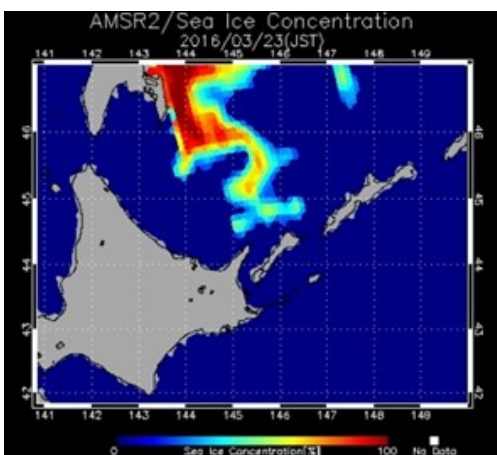 AMSR2/Sea Ice Concentration
2016/03/23(JST)
141 142 143 144 145 146 147 148 149
46 46
45 45
44 44
43 43
42 42
141 142 143 144 145 146 147 148 149
0 Sea Ice Concentration[%] 100 No Data